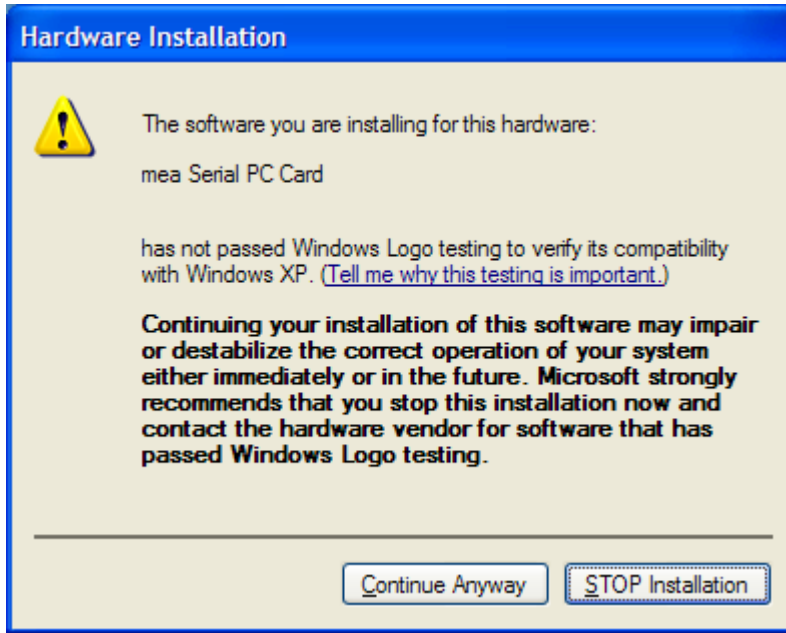 Hardware Installation
The software you are installing for this hardware:
mea Serial PC Card
has not passed Windows Logo testing to verify its compatibility
with Windows XP. (Tell me why this testing is important.)
Continuing your installation of this software may impair
or destabilize the correct operation of your system
either immediately or in the future. Microsoft strongly
recommends that you stop this installation now and
contact the hardware vendor for software that has
passed Windows Logo testing.
Continue Anyway
STOP Installation